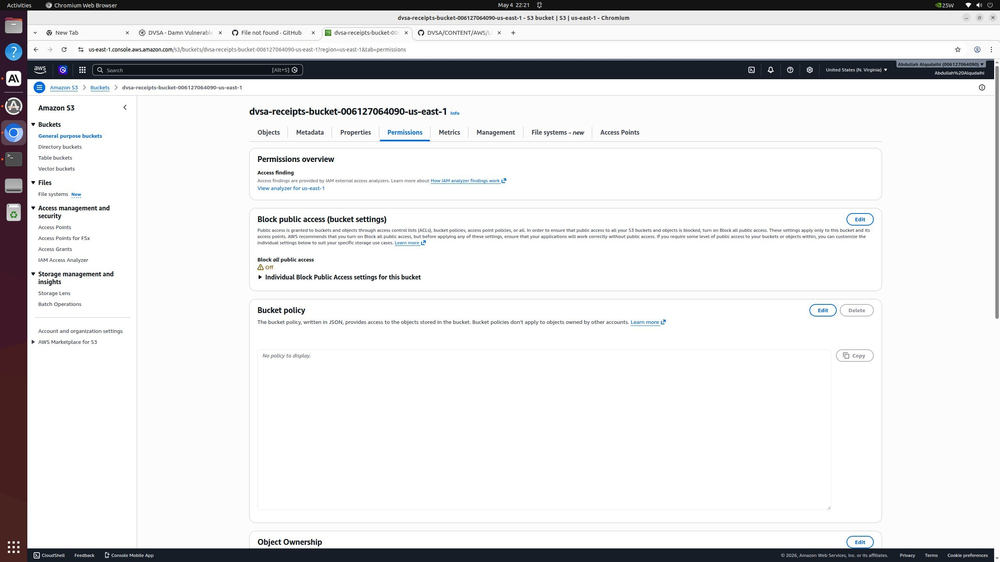 Activities
Chromium Web Browser
May 4 22:21
25W
dvsa-receipts-bucket-006127064090-us-east-1 - S3 bucket | S3 | us-east-1 - Chromium
New Tab
DVSA - Damn Vulnerable
File not found · GitHub
dvsa-receipts-bucket-00
DVSA/CONTENT/AWS/LE
us-east-1.console.aws.amazon.com/s3/buckets/dvsa-receipts-bucket-006127064090-us-east-1?region=us-east-1&tab=permissions
aws
Search
[Alt+S]
United States (N. Virginia)
Abdullah Alqudaihi (006127064090)
Abdullah%20Alqudaihi
Amazon S3
Buckets
dvsa-receipts-bucket-006127064090-us-east-1
Amazon S3
Buckets
General purpose buckets
Directory buckets
Table buckets
Vector buckets
Files
File systems New
Access management and
security
Access Points
Access Points for FSx
Access Grants
IAM Access Analyzer
Storage management and
insights
Storage Lens
Batch Operations
Account and organization settings
AWS Marketplace for S3
dvsa-receipts-bucket-006127064090-us-east-1 Info
Objects
Metadata
Properties
Permissions
Metrics
Management
File systems - new
Access Points
Permissions overview
Access finding
Access findings are provided by IAM external access analyzers. Learn more about How IAM analyzer findings work
View analyzer for us-east-1
Block public access (bucket settings)
Edit
Public access is granted to buckets and objects through access control lists (ACLs), bucket policies, access point policies, or all. In order to ensure that public access to all your S3 buckets and objects is blocked, turn on Block all public access. These settings apply only to this bucket and its
access points. AWS recommends that you turn on Block all public access, but before applying any of these settings, ensure that your applications will work correctly without public access. If you require some level of public access to your buckets or objects within, you can customize the
individual settings below to suit your specific storage use cases. Learn more
Block all public access
Off
Individual Block Public Access settings for this bucket
Bucket policy
Edit
Delete
The bucket policy, written in JSON, provides access to the objects stored in the bucket. Bucket policies don't apply to objects owned by other accounts. Learn more
No policy to display.
Copy
Object Ownership
Edit
CloudShell
Feedback
Console Mobile App
© 2026, Amazon Web Services, Inc. or its affiliates.
Privacy
Terms
Cookie preferences